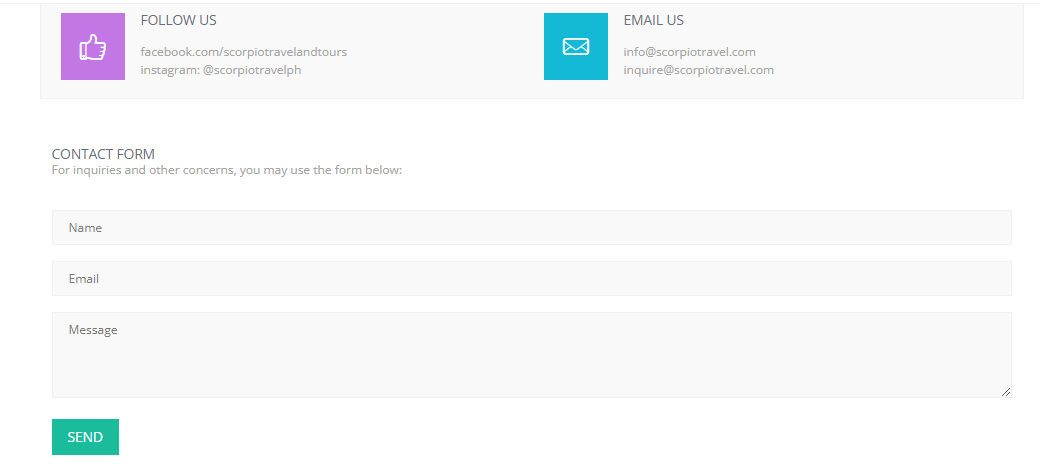 FOLLOW US
facebook.com/scorpiotravelandtours
instagram: @scorpiotravelph
EMAIL US
info@scorpiotravel.com
inquire@scorpiotravel.com
CONTACT FORM
For inquiries and other concerns, you may use the form below:
Name
Email
Message
SEND